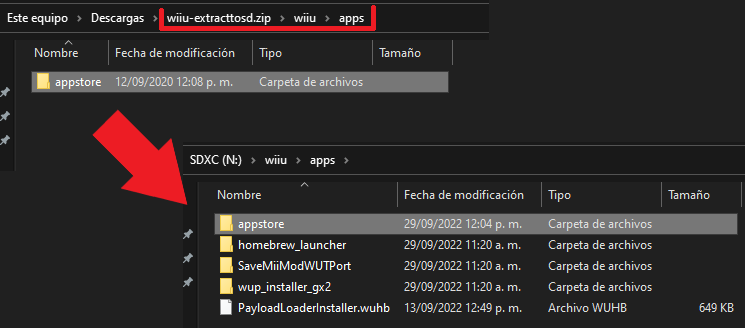 Este equipo > Descargas > wiiu-extracttosd.zip > wiiu > apps >
Nombre Fecha de modificación Tipo Tamaño
appstore 12/09/2020 12:08 p. m. Carpeta de archivos
SDXC (N:) > wiiu > apps >
Nombre Fecha de modificación Tipo Tamaño
appstore 29/09/2022 12:04 p. m. Carpeta de archivos
homebrew_launcher 29/09/2022 11:20 a. m. Carpeta de archivos
SaveMiiModWUTPort 29/09/2022 11:20 a. m. Carpeta de archivos
wup_installer_gx2 29/09/2022 11:20 a. m. Carpeta de archivos
PayloadLoaderInstaller.wuhb 13/09/2022 12:49 p. m. Archivo WUHB 649 KB